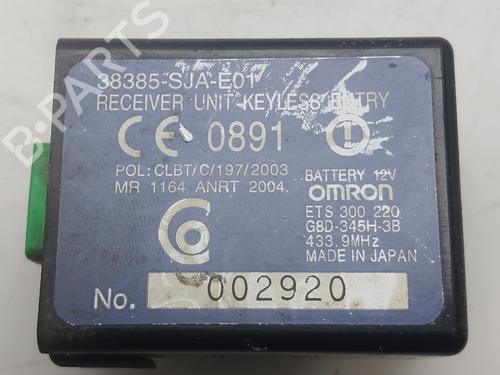 B-PARTS
38385-SJA-E01
RECEIVER UNIT-KEYLESS ENTRY
CE 0891
POL:CLBT/C/197/2003
MR 1164 ANRT 2004.
BATTERY 12V
OMRON
ETS 300 220
G8D-345H-3B
433.9MHz
MADE IN JAPAN
No. 002920